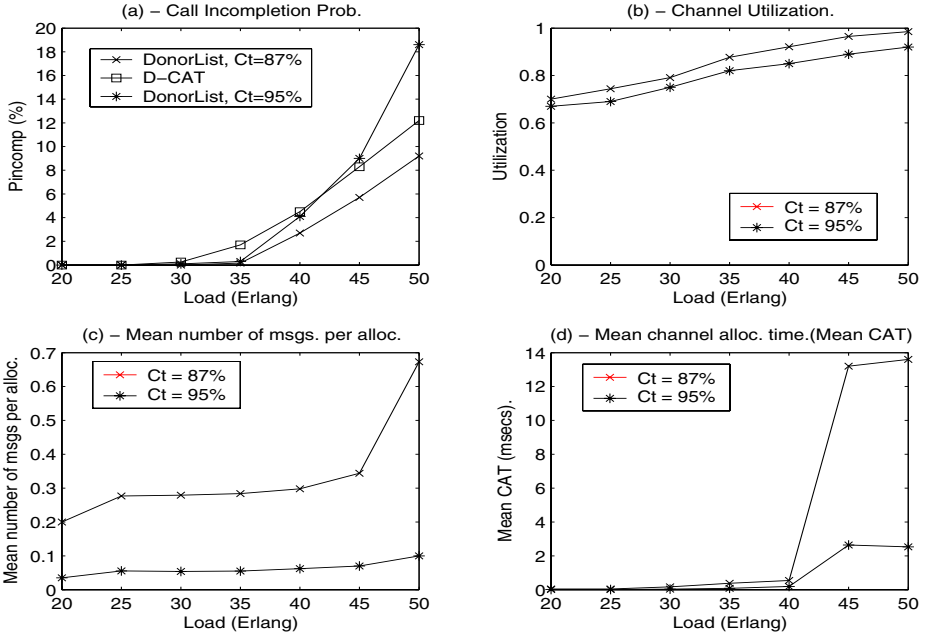 (a) – Call Incompletion Prob.
20
18
16
14
12
10
8
6
4
2
0
Pincomp (%)
DonorList, Ct=87%
D–CAT
DonorList, Ct=95%
20 25 30 35 40 45 50
Load (Erlang)
(b) – Channel Utilization.
1
0.8
0.6
0.4
0.2
0
Utilization
Ct = 87%
Ct = 95%
20 25 30 35 40 45 50
Load (Erlang)
(c) – Mean number of msgs. per alloc.
0.7
0.6
0.5
0.4
0.3
0.2
0.1
0
Mean number of msgs per alloc.
Ct = 87%
Ct = 95%
20 25 30 35 40 45 50
Load (Erlang)
(d) – Mean channel alloc. time.(Mean CAT)
14
12
10
8
6
4
2
0
Mean CAT (msecs).
Ct = 87%
Ct = 95%
20 25 30 35 40 45 50
Load (Erlang)